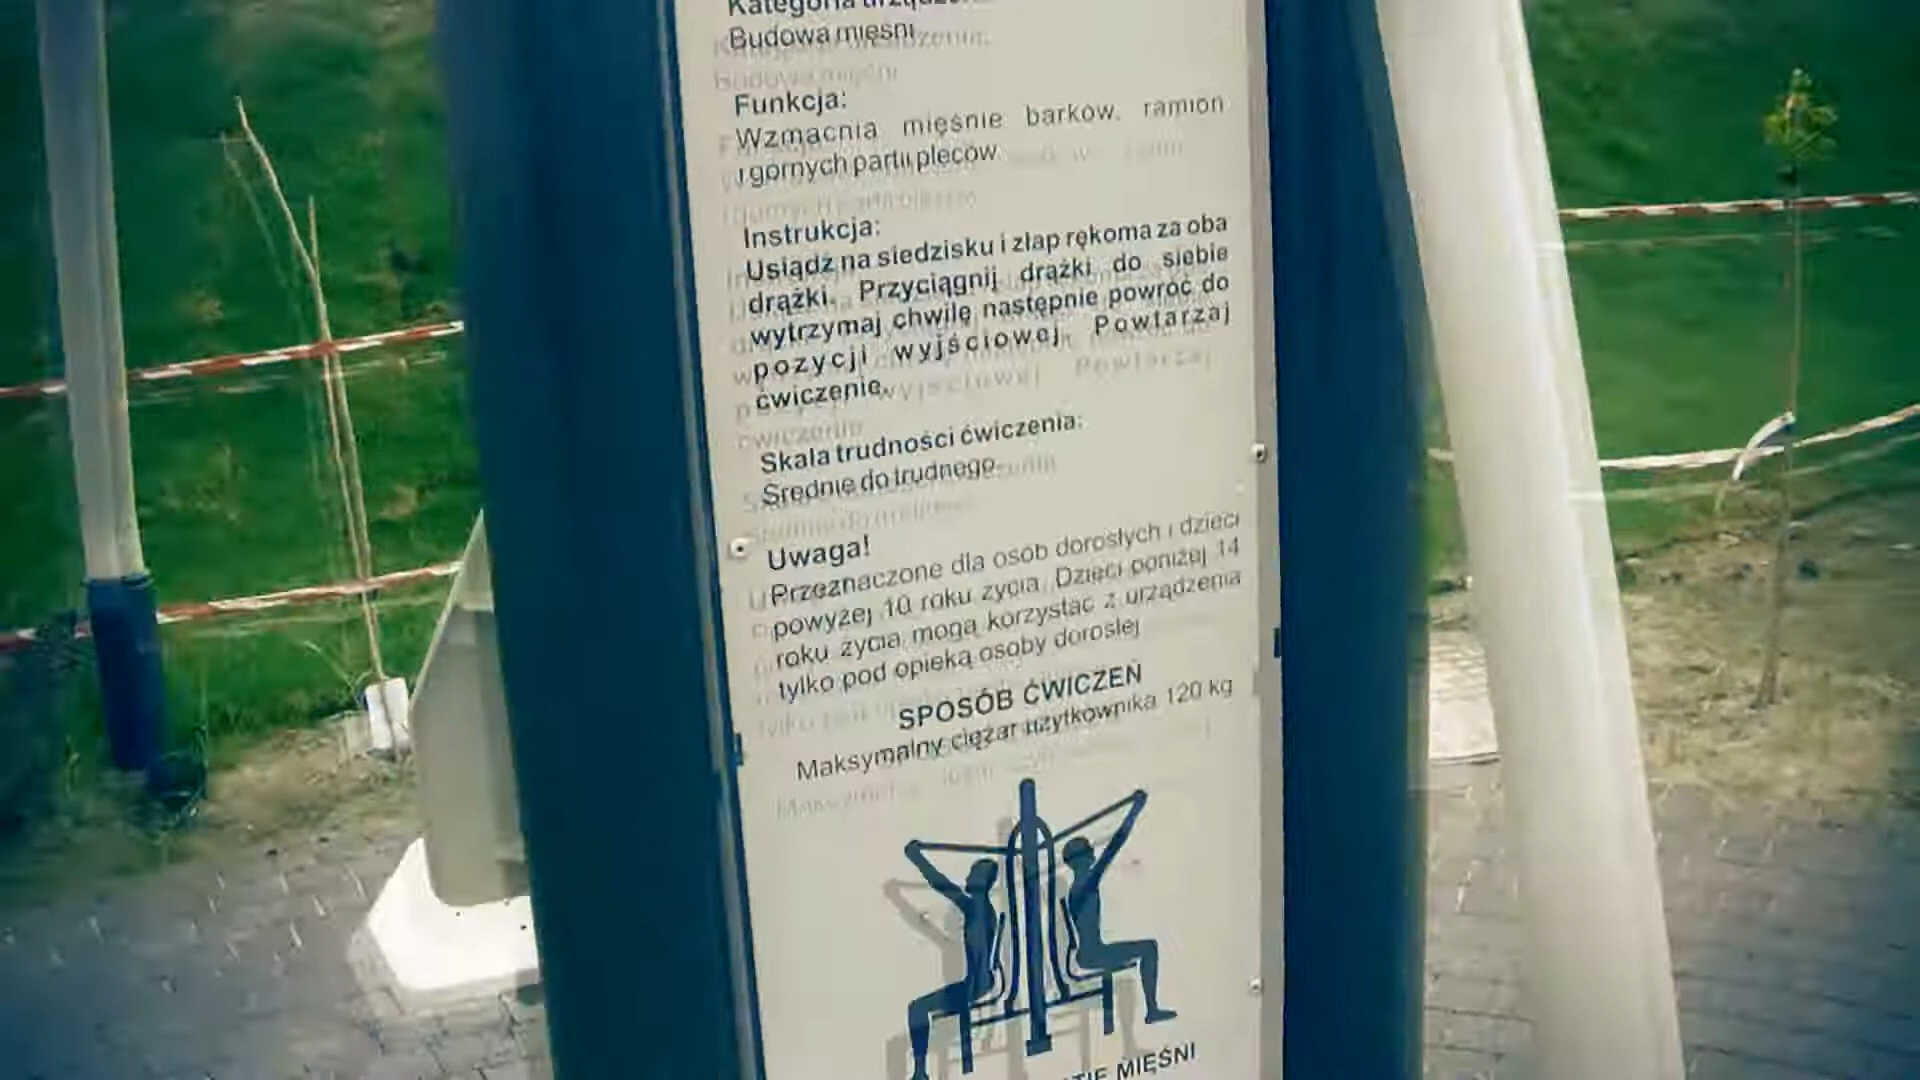 Kategoria urządzenia:
Budowa mięśni
Funkcja:
Wzmacnia mięśnie barków, ramion
i górnych partii pleców
Instrukcja:
Usiądź na siedzisku i złap rękoma za oba
drążki. Przyciągnij drążki do siebie
wytrzymaj chwilę następnie powróć do
pozycji wyjściowej. Powtarzaj
ćwiczenie.
Skala trudności ćwiczenia:
Średnie do trudnego
Uwaga!
Przeznaczone dla osób dorosłych i dzieci
powyżej 10 roku życia. Dzieci poniżej 14
roku życia mogą korzystać z urządzenia
tylko pod opieką osoby dorosłej
SPOSÓB ĆWICZEŃ
Maksymalny ciężar użytkownika 120 kg
MIĘŚNI